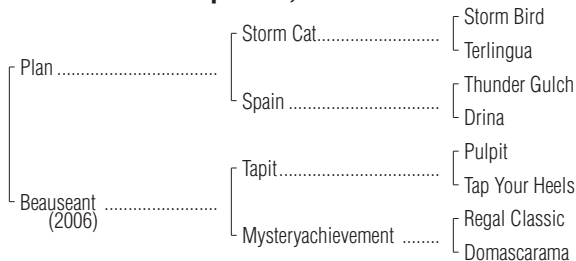 Storm Bird
Storm Cat..............................
Terlingua
Plan ........................................
Thunder Gulch
Spain .....................................
Drina
Pulpit
Tapit.......................................
Tap Your Heels
Beauseant ............................
(2006)
Regal Classic
Mysteryachievement .........
Domascarama